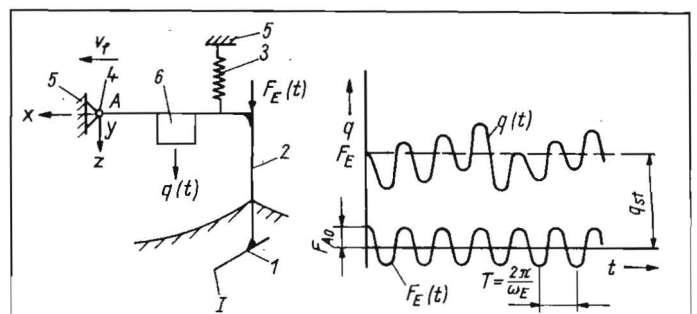 5
v_f
3
5
4
6
F_E(t)
x
A
y
z
2
q(t)
1
I
q
F_E
q(t)
q_st
F_A0
t
F_E(t)
T = 2π/ω_E